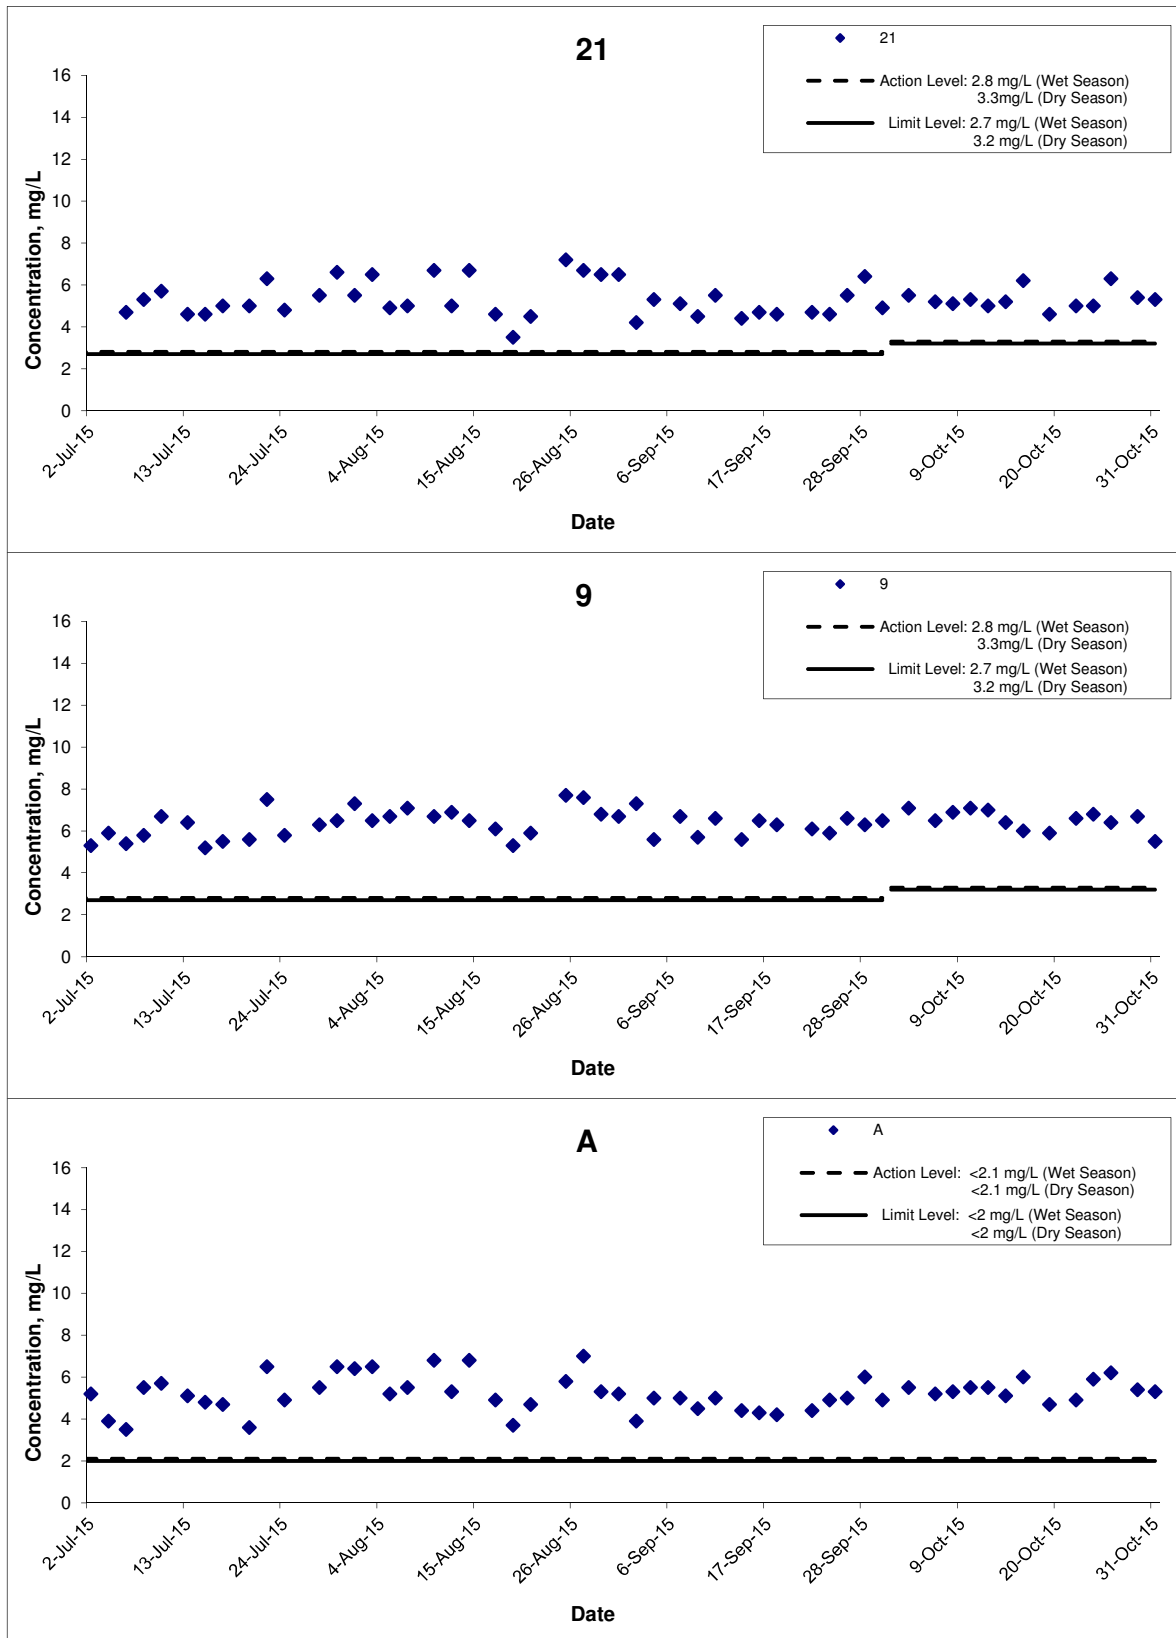 21
21
Action Level: 2.8 mg/L (Wet Season)
3.3mg/L (Dry Season)
Limit Level: 2.7 mg/L (Wet Season)
3.2 mg/L (Dry Season)
Concentration, mg/L
16
14
12
10
8
6
4
2
0
2-Jul-15
13-Jul-15
24-Jul-15
4-Aug-15
15-Aug-15
26-Aug-15
6-Sep-15
17-Sep-15
28-Sep-15
9-Oct-15
20-Oct-15
31-Oct-15
Date
9
9
Action Level: 2.8 mg/L (Wet Season)
3.3mg/L (Dry Season)
Limit Level: 2.7 mg/L (Wet Season)
3.2 mg/L (Dry Season)
Concentration, mg/L
16
14
12
10
8
6
4
2
0
2-Jul-15
13-Jul-15
24-Jul-15
4-Aug-15
15-Aug-15
26-Aug-15
6-Sep-15
17-Sep-15
28-Sep-15
9-Oct-15
20-Oct-15
31-Oct-15
Date
A
A
Action Level: <2.1 mg/L (Wet Season)
<2.1 mg/L (Dry Season)
Limit Level: <2 mg/L (Wet Season)
<2 mg/L (Dry Season)
Concentration, mg/L
16
14
12
10
8
6
4
2
0
2-Jul-15
13-Jul-15
24-Jul-15
4-Aug-15
15-Aug-15
26-Aug-15
6-Sep-15
17-Sep-15
28-Sep-15
9-Oct-15
20-Oct-15
31-Oct-15
Date